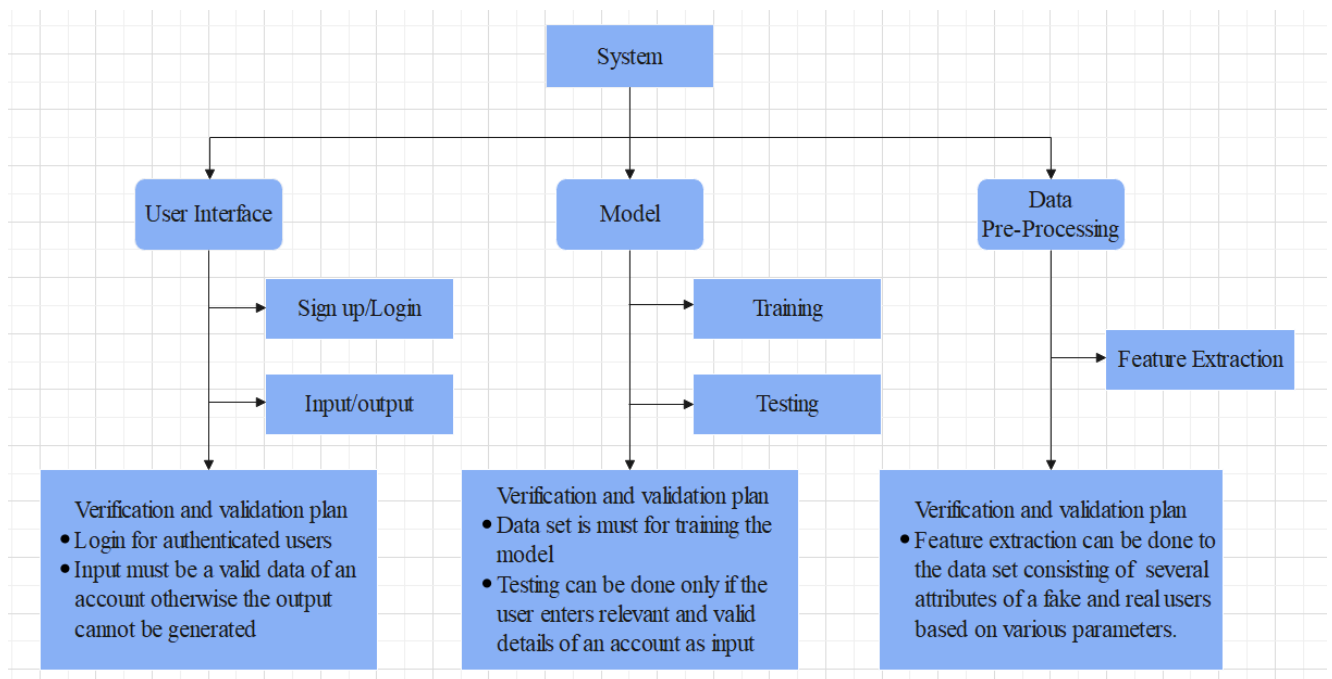 System
User Interface
Model
Data
Pre-Processing
Sign up/Login
Input/output
Training
Testing
Feature Extraction
Verification and validation plan
• Login for authenticated users
• Input must be a valid data of an
account otherwise the output
cannot be generated
Verification and validation plan
• Data set is must for training the
model
• Testing can be done only if the
user enters relevant and valid
details of an account as input
Verification and validation plan
• Feature extraction can be done to
the data set consisting of several
attributes of a fake and real users
based on various parameters.